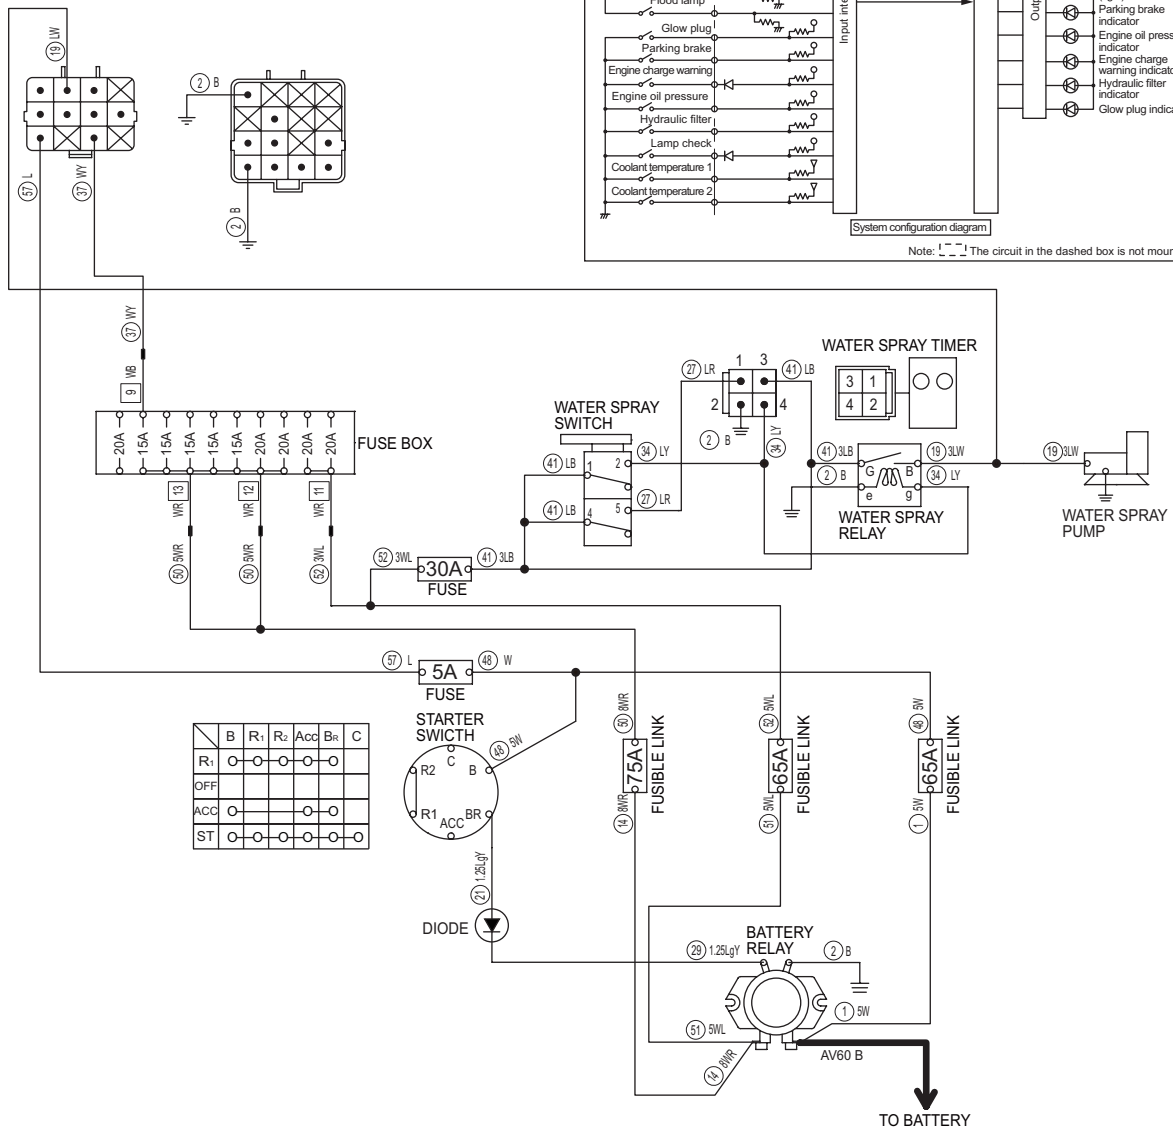 Flood lamp
Glow plug
Parking brake
Engine charge warning
Engine oil pressure
Hydraulic filter
Lamp check
Coolant temperature 1
Coolant temperature 2
Input inte
Outp
Parking brake
indicator
Engine oil press
indicator
Engine charge
warning indicato
Hydraulic filter
indicator
Glow plug indica
System configuration diagram
Note: The circuit in the dashed box is not moun
19 LW
2 B
57 L
37 WY
2 B
37 WY
9 WB
20A 15A 15A 15A 15A 15A 20A 20A 20A 20A
FUSE BOX
WR 13
WR 12
WR 11
50 5WR
50 5WR
52 3WL
WATER SPRAY
SWITCH
41 LB
1 2
34 LY
41 LB
4 5
27 LR
27 LR
1 3
41 LB
2 4
2 B
34 LY
WATER SPRAY TIMER
3 1
4 2
41 3LB
G B
19 3LW
2 B
e g
34 LY
WATER SPRAY
RELAY
19 3LW
WATER SPRAY
PUMP
52 3WL
30A
41 3LB
FUSE
57 L
5A
48 W
FUSE
B R1 R2 Acc BR C
R1
OFF
ACC
ST
STARTER
SWICTH
C
R2 B
R1 BR
ACC
48 5W
50 8WR
75A
FUSIBLE LINK
14 8WR
52 5WL
65A
FUSIBLE LINK
51 5WL
48 5W
65A
FUSIBLE LINK
1 5W
21 1.25LgY
DIODE
29 1.25LgY
BATTERY
RELAY
2 B
1 5W
51 5WL
14 8WR
AV60 B
TO BATTERY